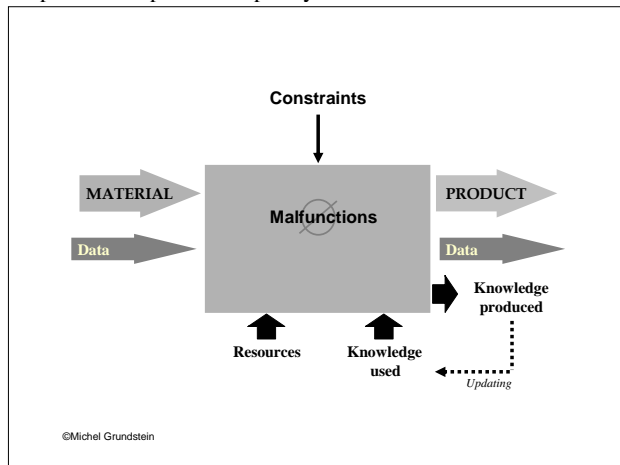 Constraints
MATERIAL
Malfunctions
PRODUCT
Data
Data
Knowledge
produced
Resources
Knowledge
used
Updating
©Michel Grundstein